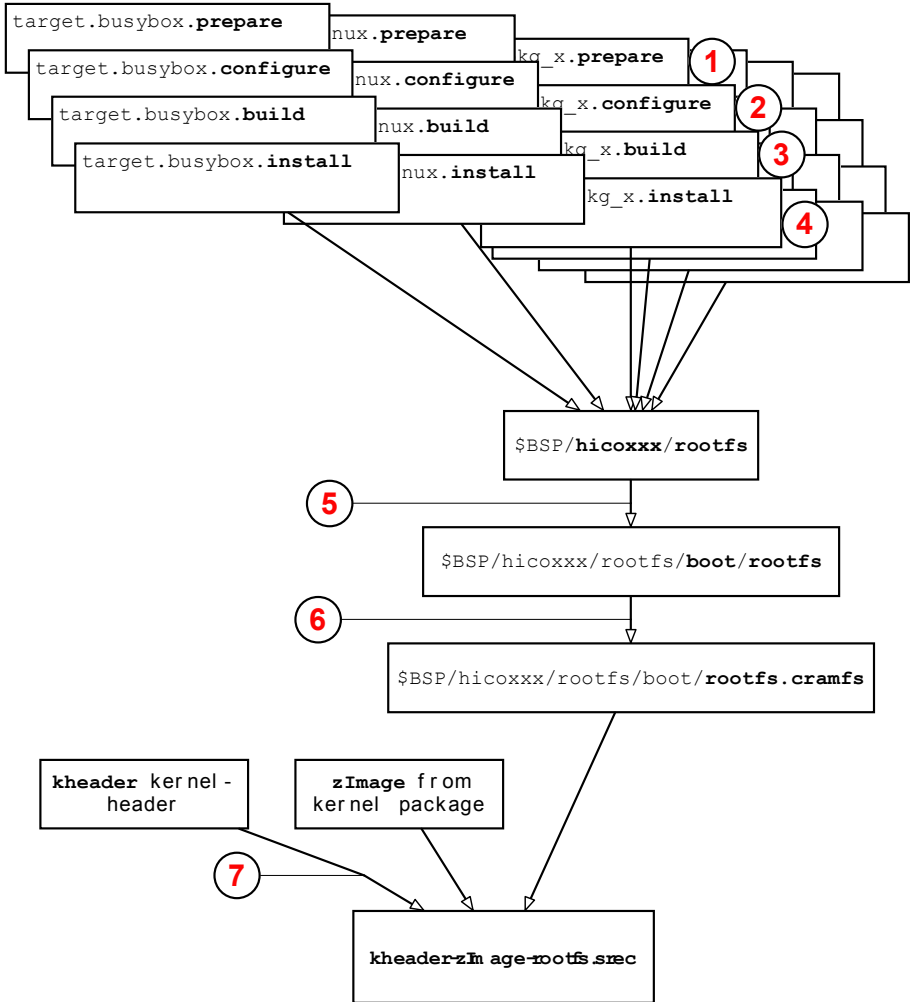 target.busybox.prepare
nux.prepare
kg_x.prepare
1
target.busybox.configure
nux.configure
kg_x.configure
2
target.busybox.build
nux.build
kg_x.build
3
target.busybox.install
nux.install
kg_x.install
4
$BSP/hicoxxx/rootfs
5
$BSP/hicoxxx/rootfs/boot/rootfs
6
$BSP/hicoxxx/rootfs/boot/rootfs.cramfs
kheader kernel-
header
zImage from
kernel package
7
kheader-zImage-rootfs.srec